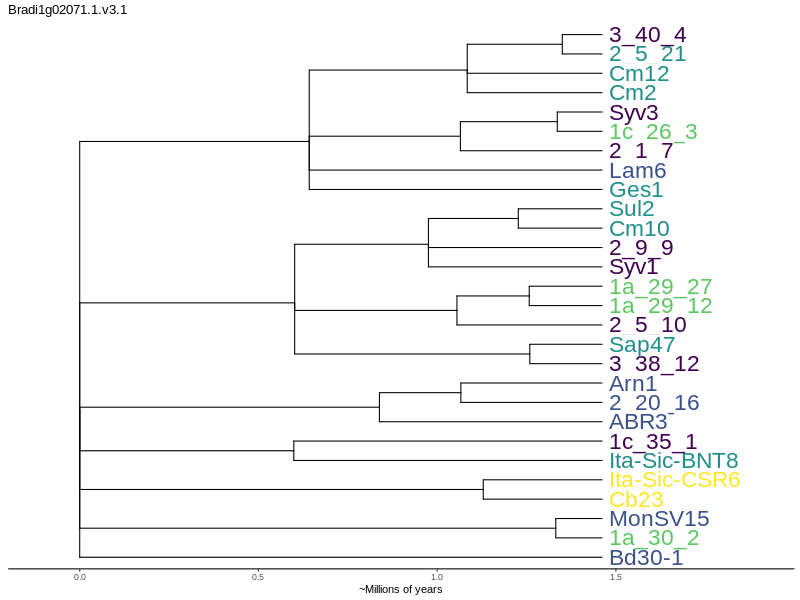 Bradi1g02071.1.v3.1
3_40_4
2_5_21
Cm12
Cm2
Syv3
1c_26_3
2_1_7
Lam6
Ges1
Sul2
Cm10
2_9_9
Syv1
1a_29_27
1a_29_12
2_5_10
Sap47
3_38_12
Arn1
2_20_16
ABR3
1c_35_1
Ita-Sic-BNT8
Ita-Sic-CSR6
Cb23
MonSV15
1a_30_2
Bd30-1
0.0 0.5 1.0 1.5
~Millions of years